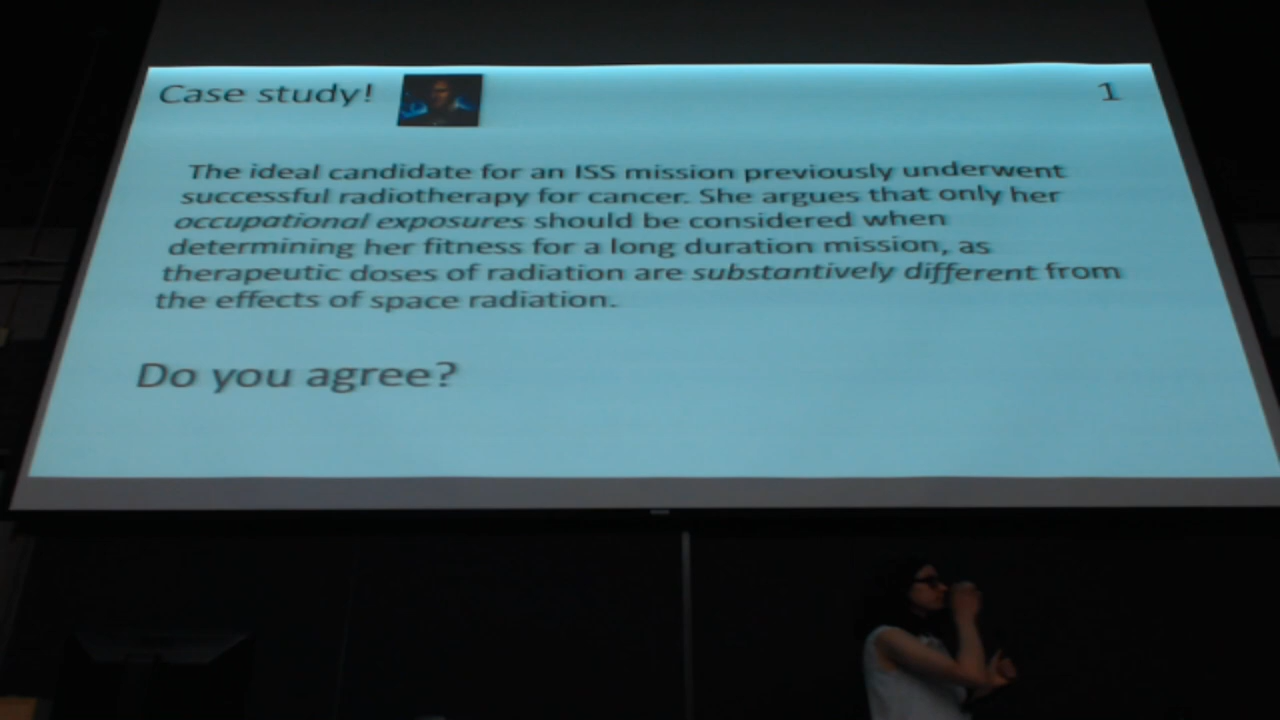 Case study!
1
The ideal candidate for an ISS mission previously underwent
successful radiotherapy for cancer. She argues that only her
occupational exposures should be considered when
determining her fitness for a long duration mission, as
therapeutic doses of radiation are substantively different from
the effects of space radiation.
Do you agree?